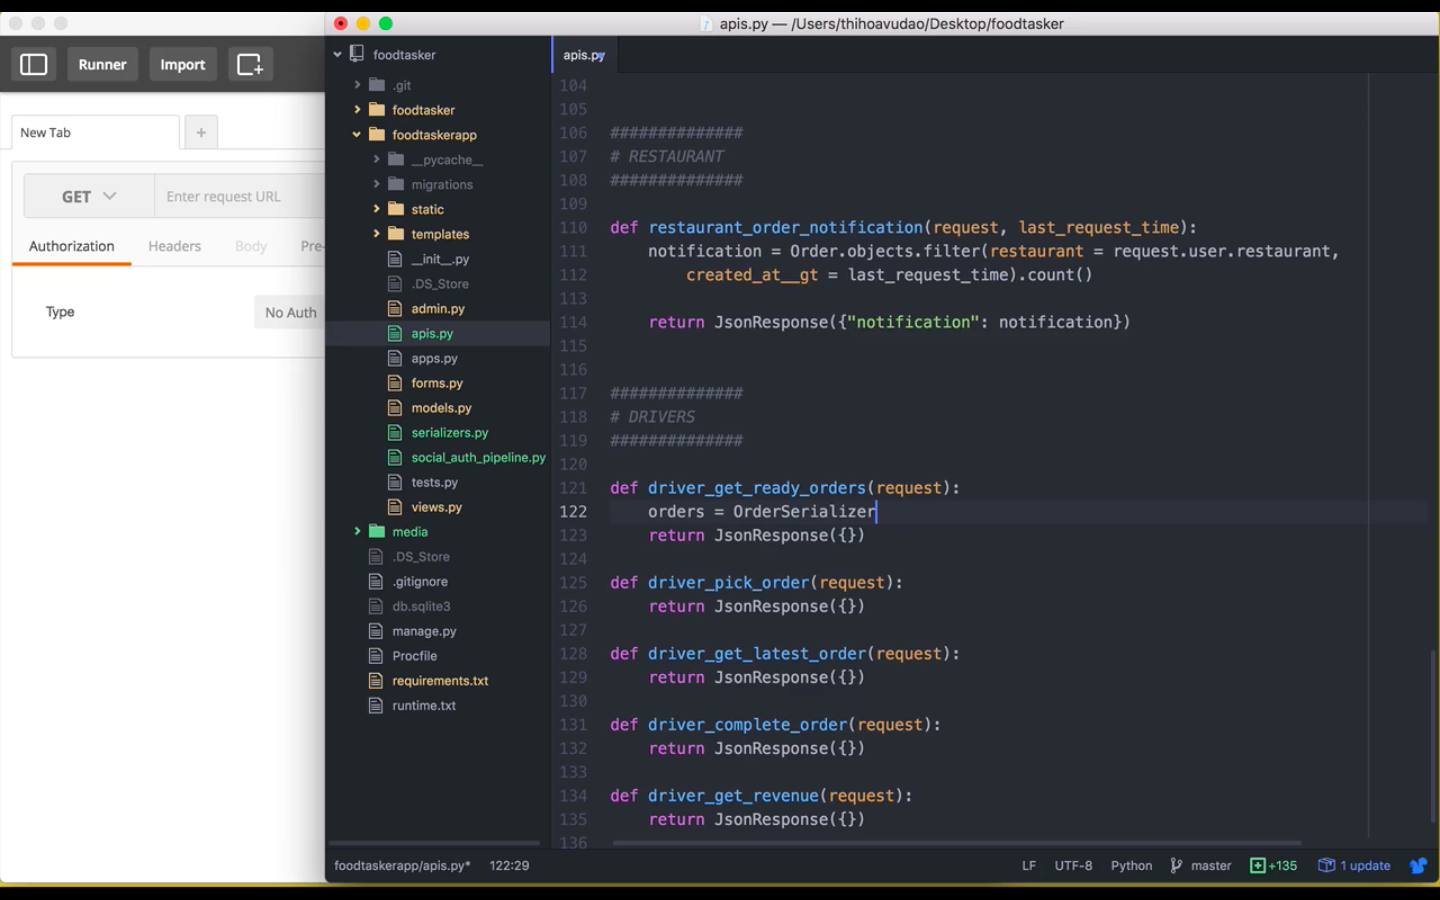 apis.py — /Users/thihoavudao/Desktop/foodtasker
Runner
Import
New Tab
+
GET
Enter request URL
Authorization
Headers
Body
Pre-
Type
No Auth
foodtasker
.git
foodtasker
foodtaskerapp
__pycache__
migrations
static
templates
__init__.py
.DS_Store
admin.py
apis.py
apps.py
forms.py
models.py
serializers.py
social_auth_pipeline.py
tests.py
views.py
media
.DS_Store
.gitignore
db.sqlite3
manage.py
Procfile
requirements.txt
runtime.txt
apis.py
104
105
106 ##############
107 # RESTAURANT
108 ##############
109
110 def restaurant_order_notification(request, last_request_time):
111 notification = Order.objects.filter(restaurant = request.user.restaurant,
112 created_at__gt = last_request_time).count()
113
114 return JsonResponse({"notification": notification})
115
116
117 ##############
118 # DRIVERS
119 ##############
120
121 def driver_get_ready_orders(request):
122 orders = OrderSerializer
123 return JsonResponse({})
124
125 def driver_pick_order(request):
126 return JsonResponse({})
127
128 def driver_get_latest_order(request):
129 return JsonResponse({})
130
131 def driver_complete_order(request):
132 return JsonResponse({})
133
134 def driver_get_revenue(request):
135 return JsonResponse({})
136
foodtaskerapp/apis.py* 122:29
LF UTF-8 Python master +135 1 update